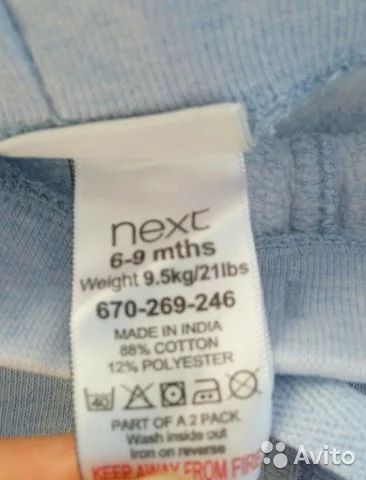 next
6-9 mths
Weight 9.5kg/21lbs
670-269-246
MADE IN INDIA
88% COTTON
12% POLYESTER
40
PART OF A 2 PACK
Wash inside out
Iron on reverse
KEEP AWAY FROM FIRE
Avito